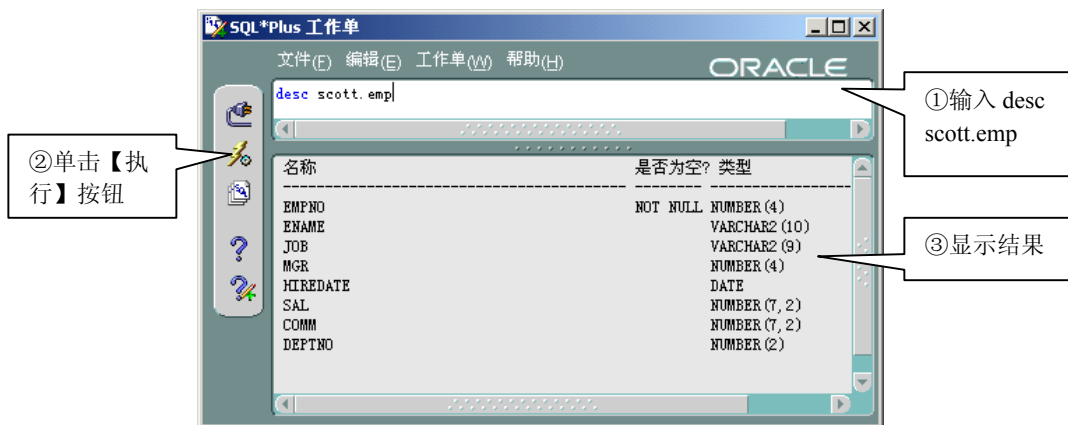 SQL*Plus 工作单
文件(F) 编辑(E) 工作单(W) 帮助(H)
ORACLE
desc scott.emp
①输入 desc
scott.emp
②单击【执
行】按钮
名称 是否为空? 类型
----------------------------------------- -------- ----------------
EMPNO NOT NULL NUMBER(4)
ENAME VARCHAR2(10)
JOB VARCHAR2(9)
MGR NUMBER(4)
HIREDATE DATE
SAL NUMBER(7,2)
COMM NUMBER(7,2)
DEPTNO NUMBER(2)
③显示结果